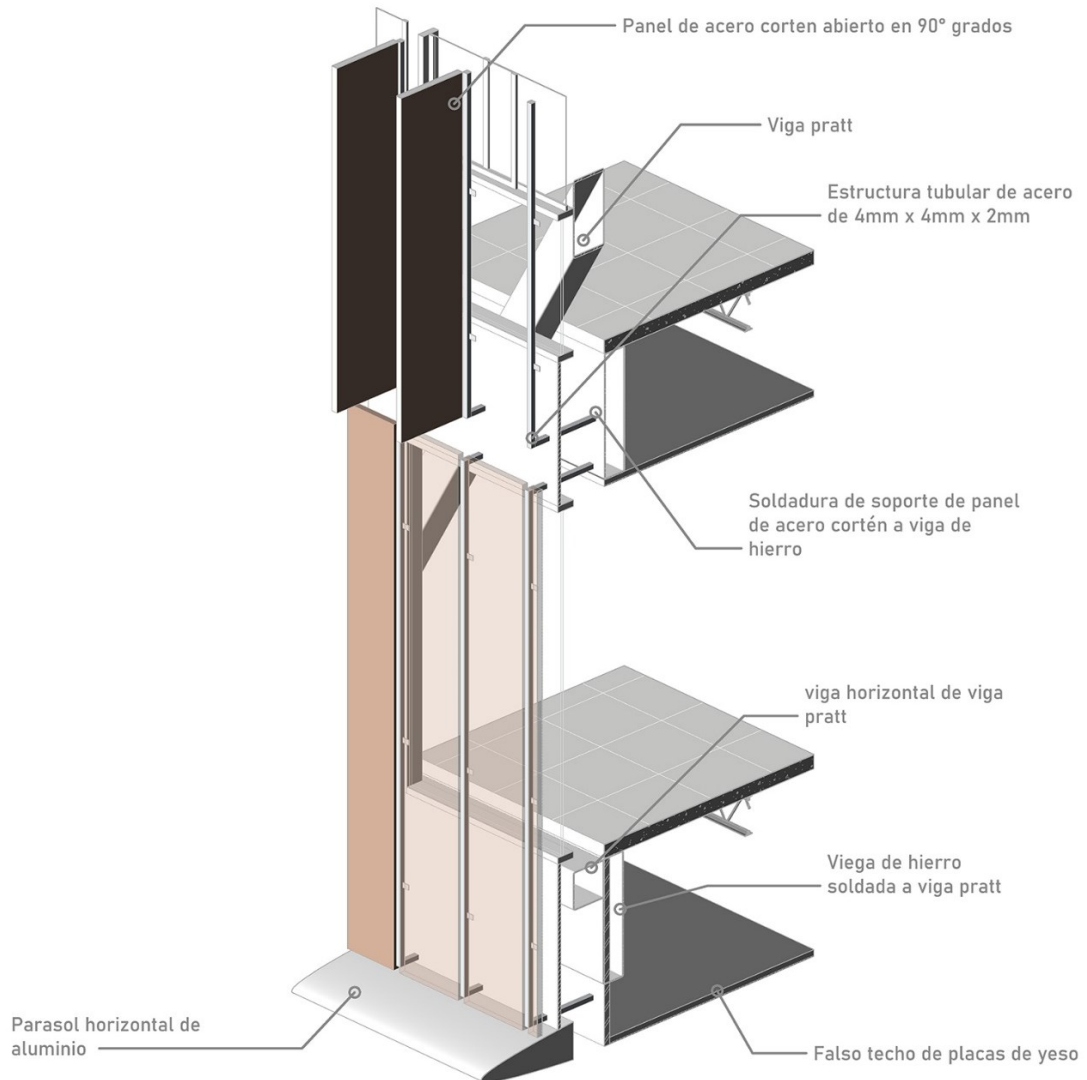 Panel de acero corten abierto en 90° grados
Viga pratt
Estructura tubular de acero
de 4mm x 4mm x 2mm
Soldadura de soporte de panel
de acero cortén a viga de
hierro
viga horizontal de viga
pratt
Viega de hierro
soldada a viga pratt
Parasol horizontal de
aluminio
Falso techo de placas de yeso